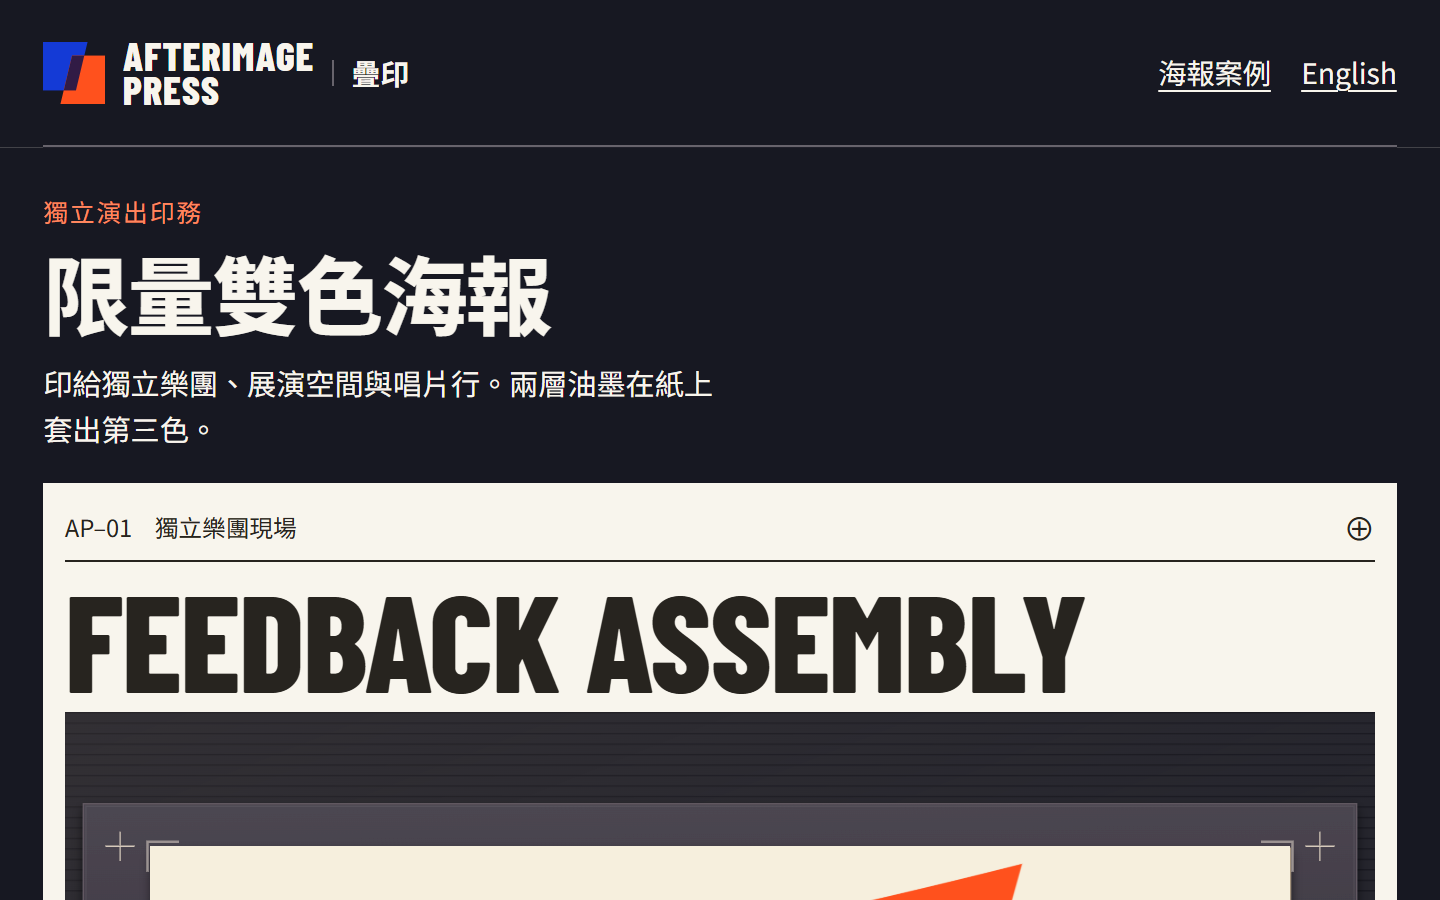 AFTERIMAGE
PRESS
疊印
海報案例
English
獨立演出印務
限量雙色海報
印給獨立樂團、展演空間與唱片行。兩層油墨在紙上
套出第三色。
AP–01 獨立樂團現場
FEEDBACK ASSEMBLY